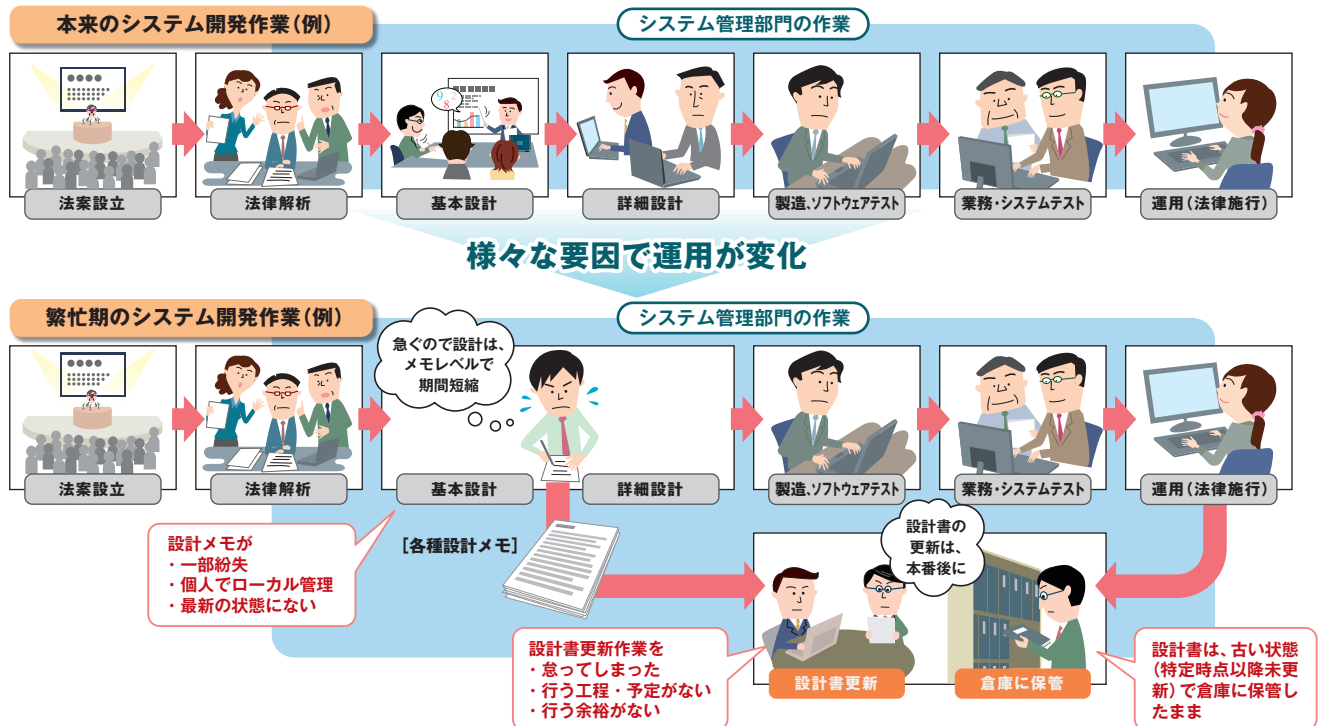 本来のシステム開発作業(例)
システム管理部門の作業
法案設立
法律解析
基本設計
詳細設計
製造、ソフトウェアテスト
業務・システムテスト
運用(法律施行)
様々な要因で運用が変化
繁忙期のシステム開発作業(例)
システム管理部門の作業
急ぐので設計は、
メモレベルで
期間短縮
法案設立
法律解析
基本設計
詳細設計
製造、ソフトウェアテスト
業務・システムテスト
運用(法律施行)
設計メモが
・一部紛失
・個人でローカル管理
・最新の状態にない
[各種設計メモ]
設計書の
更新は、
本番後に
設計書更新作業を
・怠ってしまった
・行う工程・予定がない
・行う余裕がない
設計書更新
倉庫に保管
設計書は、古い状態
(特定時点以降未更
新)で倉庫に保管し
たまま